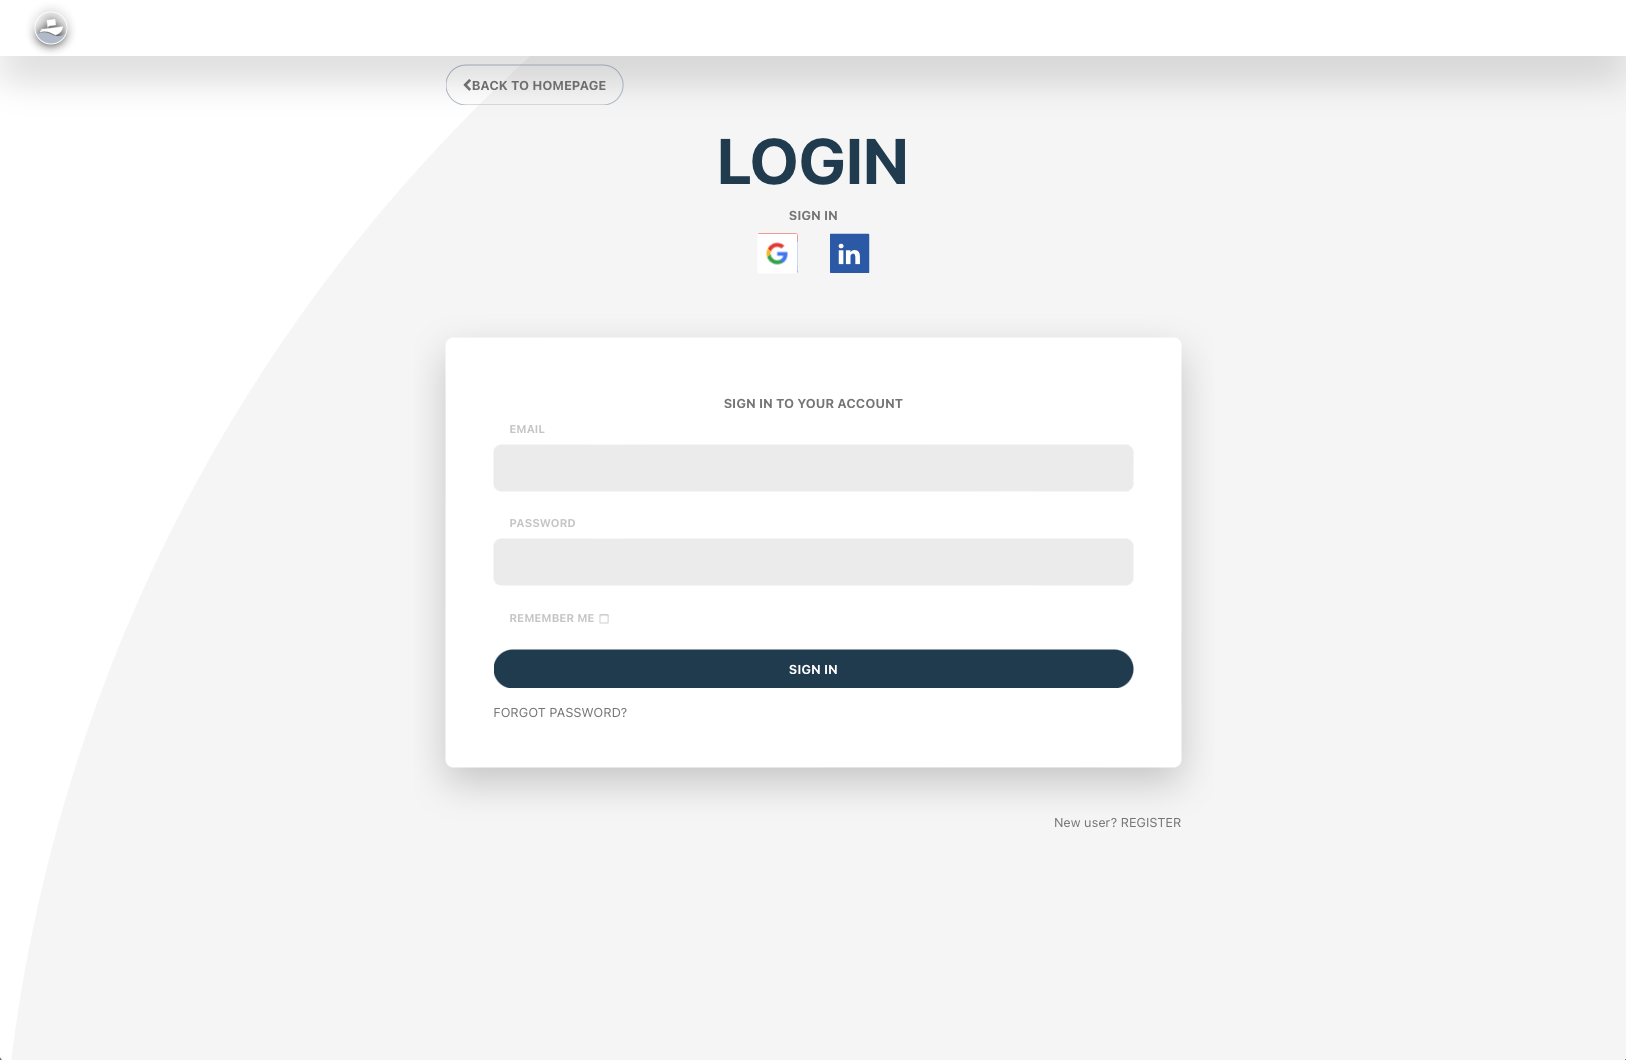 BACK TO HOMEPAGE
LOGIN
SIGN IN
in
SIGN IN TO YOUR ACCOUNT
EMAIL
PASSWORD
REMEMBER ME
SIGN IN
FORGOT PASSWORD?
New user? REGISTER